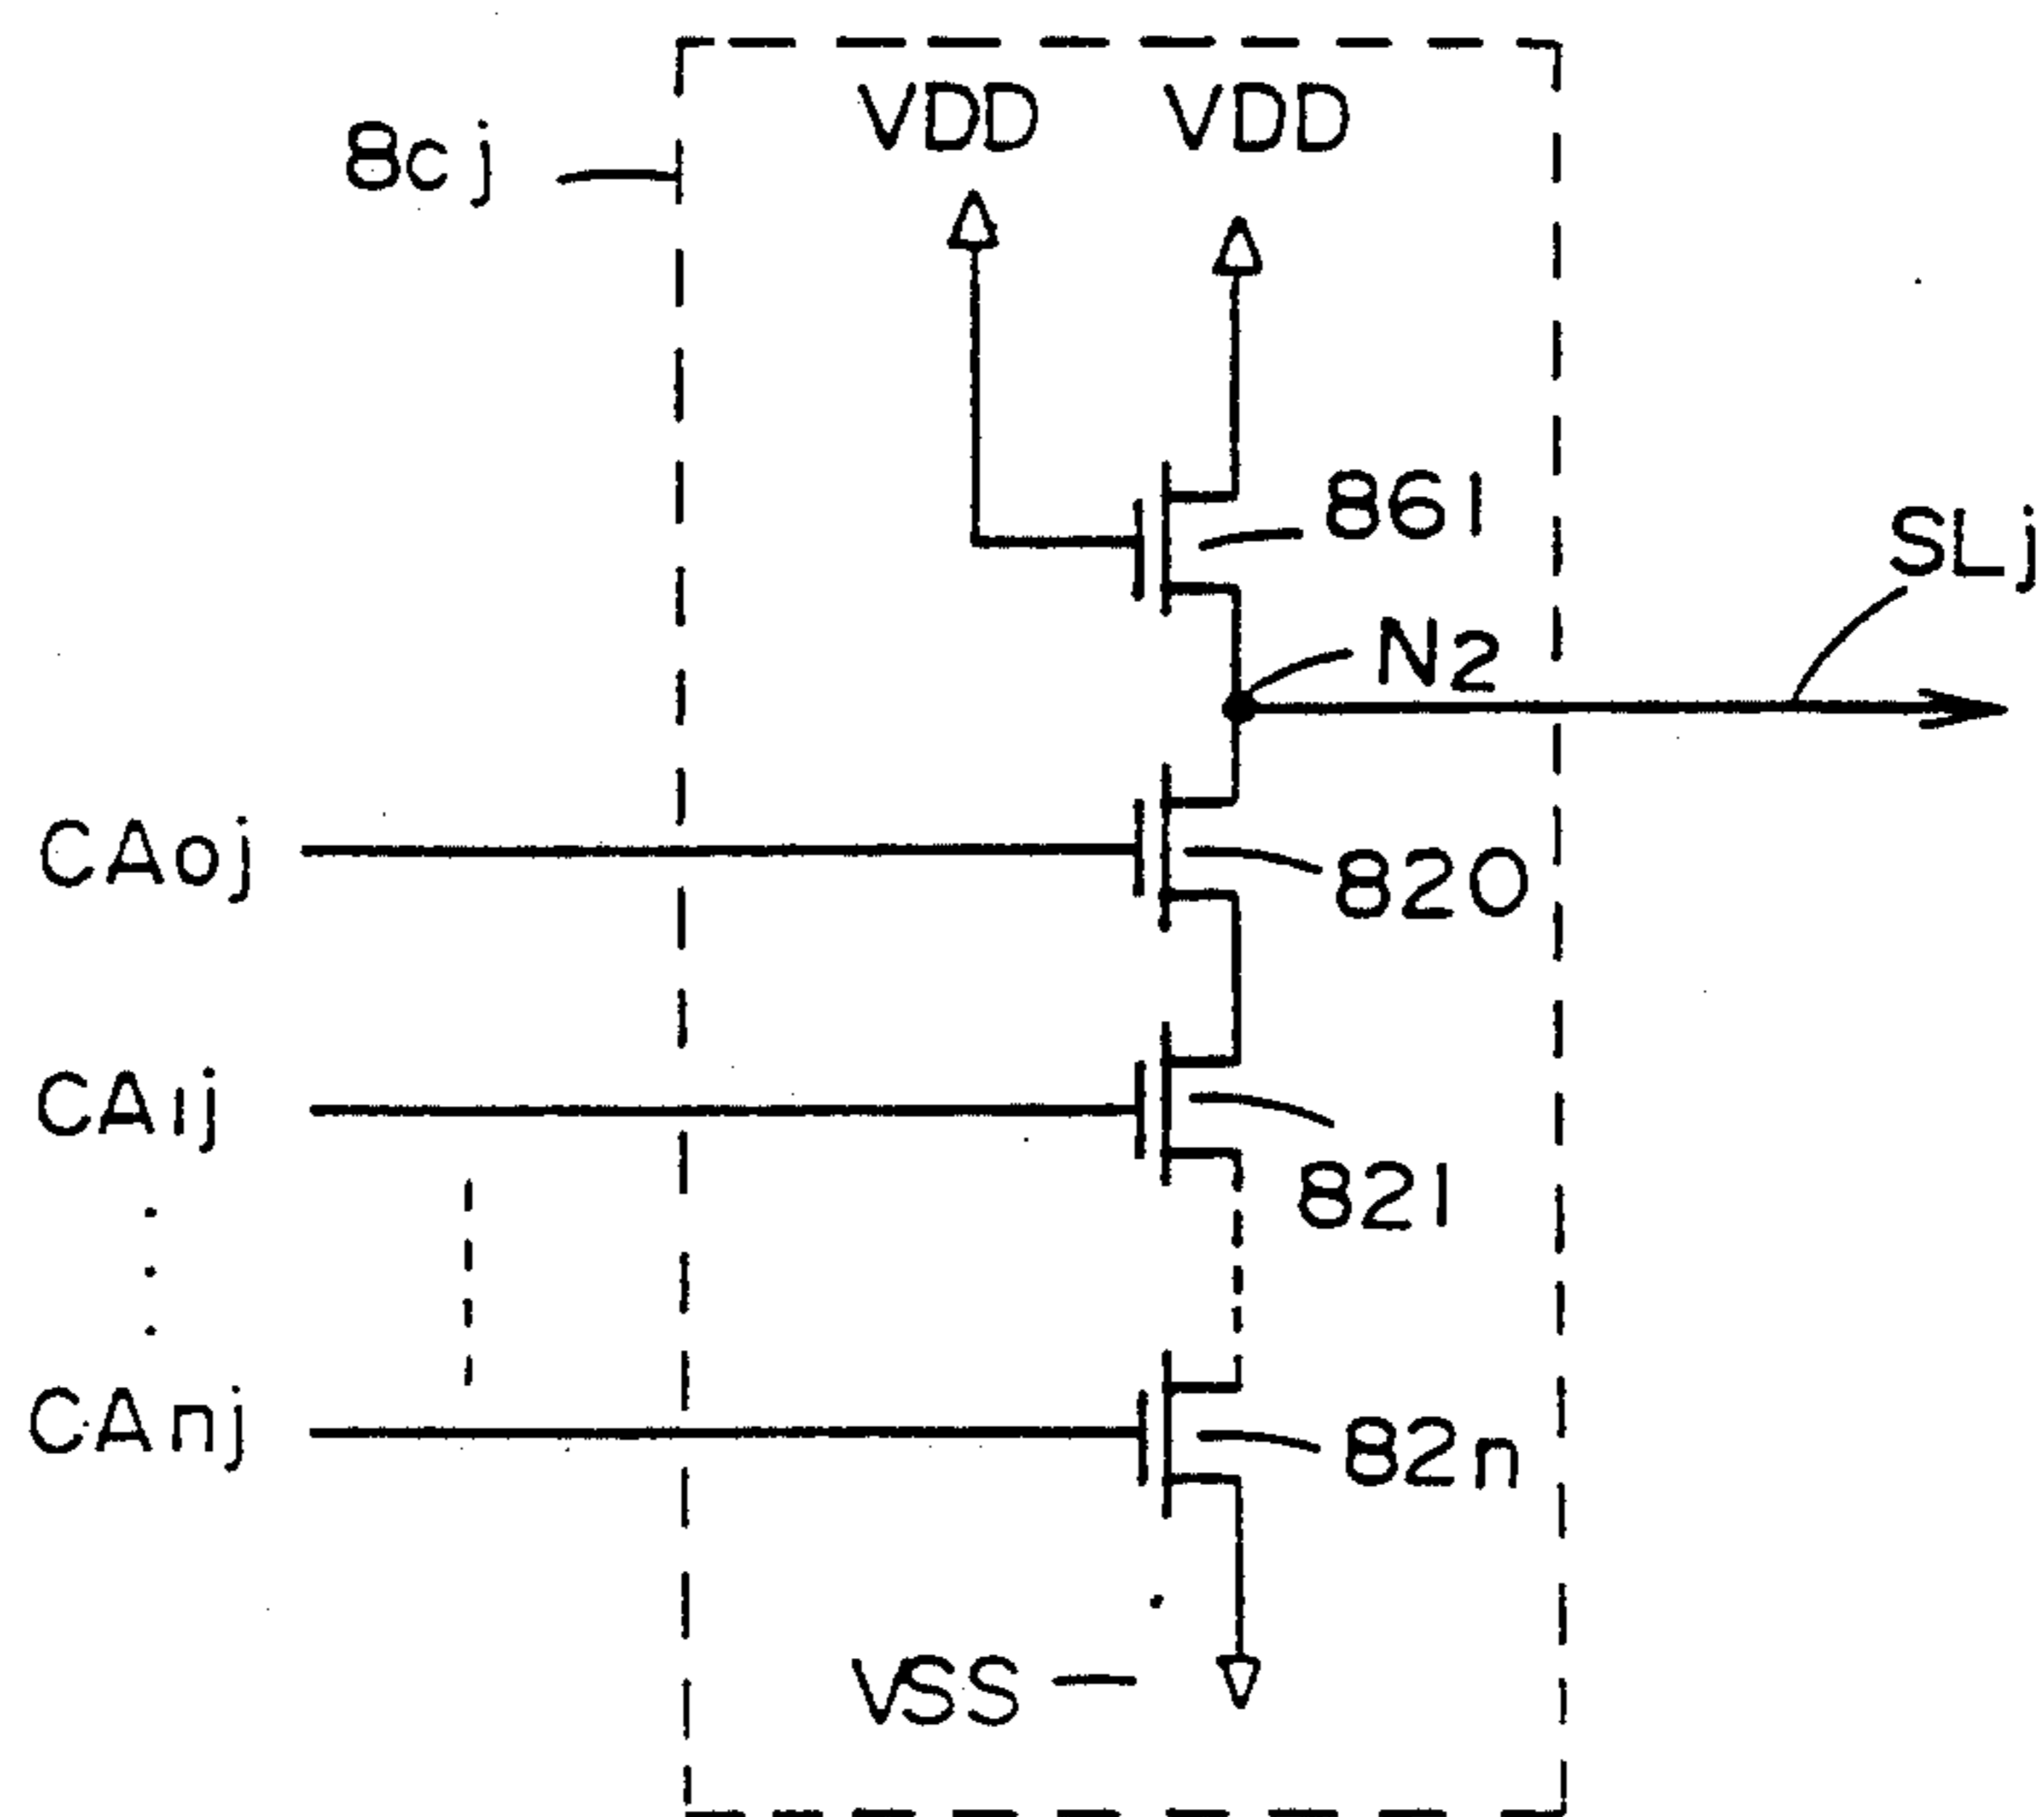 VDD VDD
8cj
861
SLj
N2
CAoj
820
CA1j
821
CAnj
82n
VSS